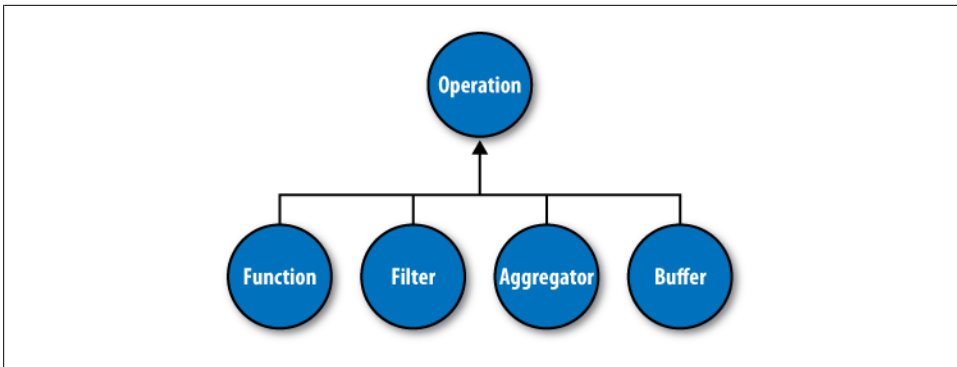 Operation
Function
Filter
Aggregator
Buffer